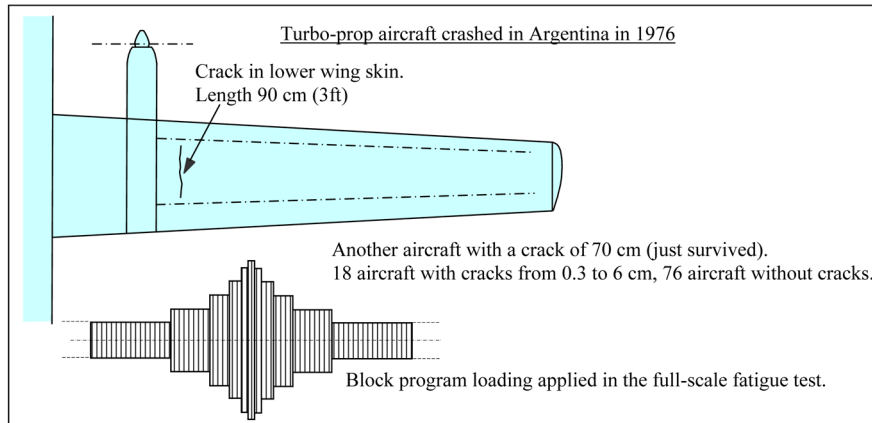 Turbo-prop aircraft crashed in Argentina in 1976
Crack in lower wing skin.
Length 90 cm (3ft)
Another aircraft with a crack of 70 cm (just survived).
18 aircraft with cracks from 0.3 to 6 cm, 76 aircraft without cracks.
Block program loading applied in the full-scale fatigue test.